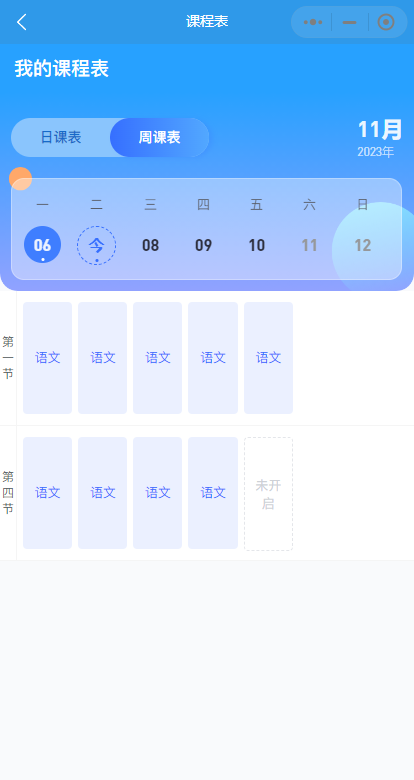 课程表
我的课程表
日课表 周课表
11月
2023年
一 二 三 四 五 六 日
06 今 08 09 10 11 12
第一节
语文 语文 语文 语文 语文
第四节
语文 语文 语文 语文 未开启